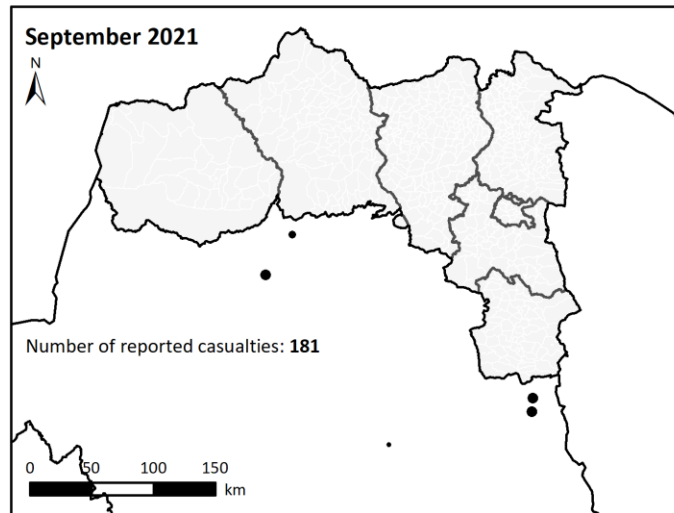 September 2021
N
Number of reported casualties: 181
0 50 100 150
km